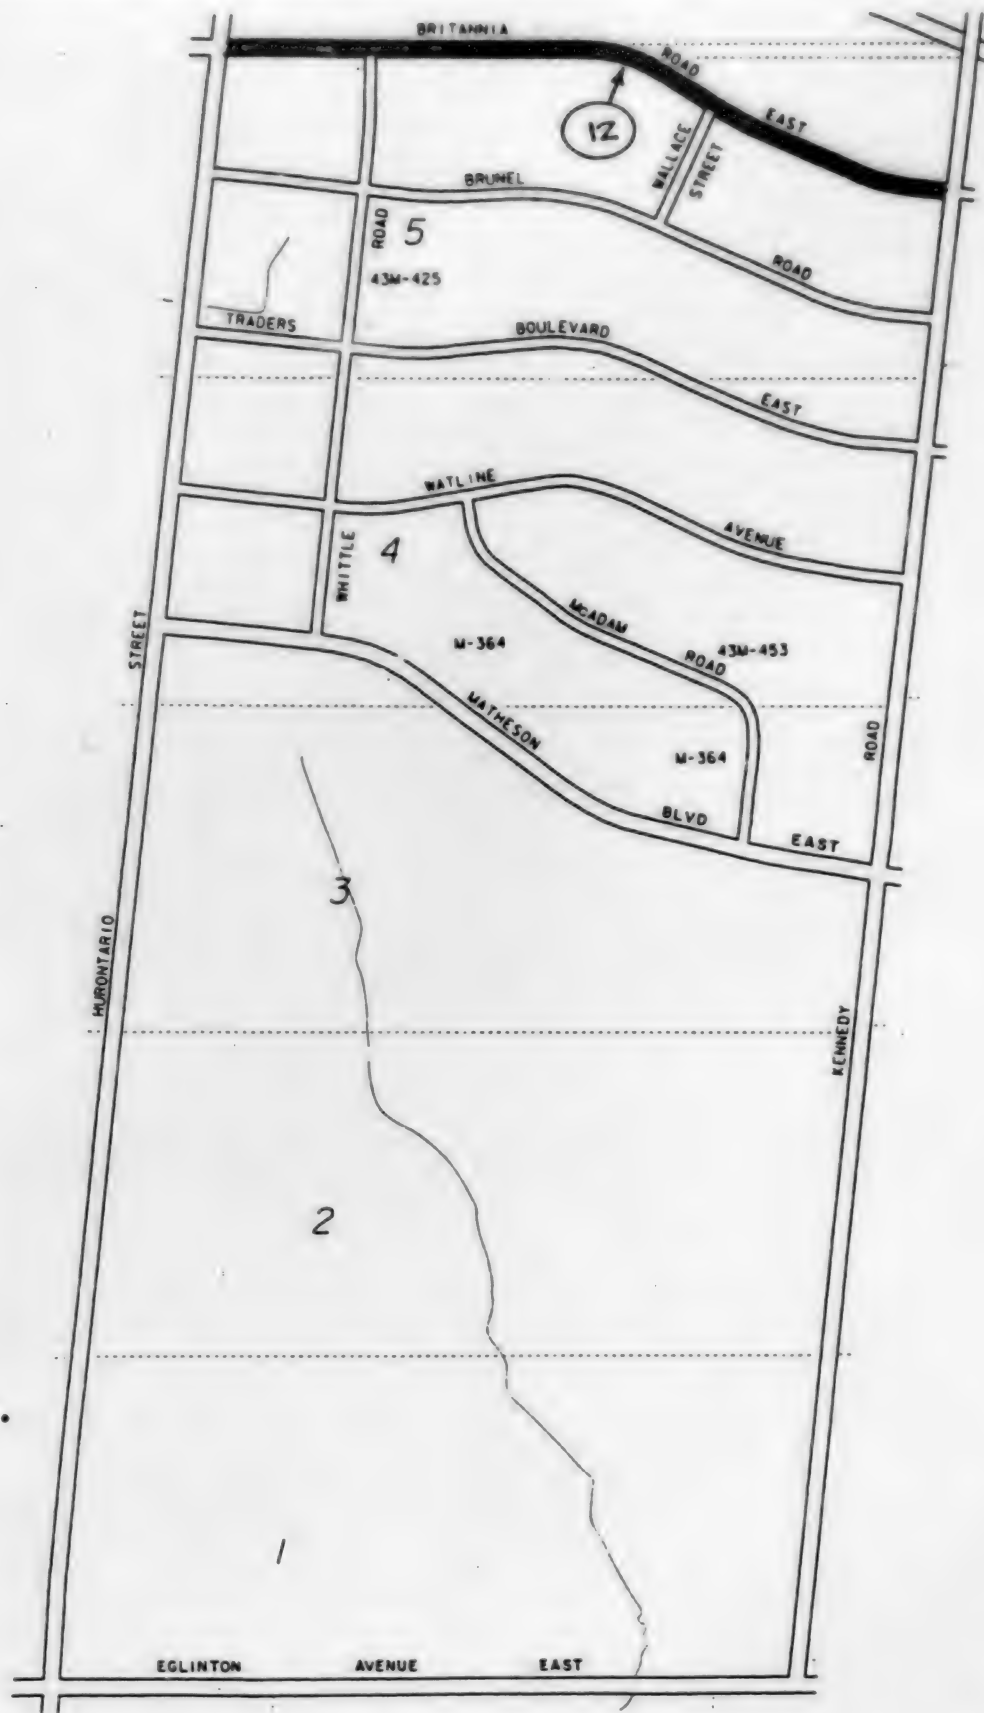 BRITANNIA ROAD EAST
12
WALLACE STREET
BRUNEL ROAD
ROAD 5
43M-425
TRADERS BOULEVARD EAST
WATLINE AVENUE
WHITTLE
4
McADAM ROAD
M-364
43M-453
STREET
MATHESON BLVD EAST
M-364
ROAD
3
HURONTARIO
KENNEDY
2
1
EGLINTON AVENUE EAST